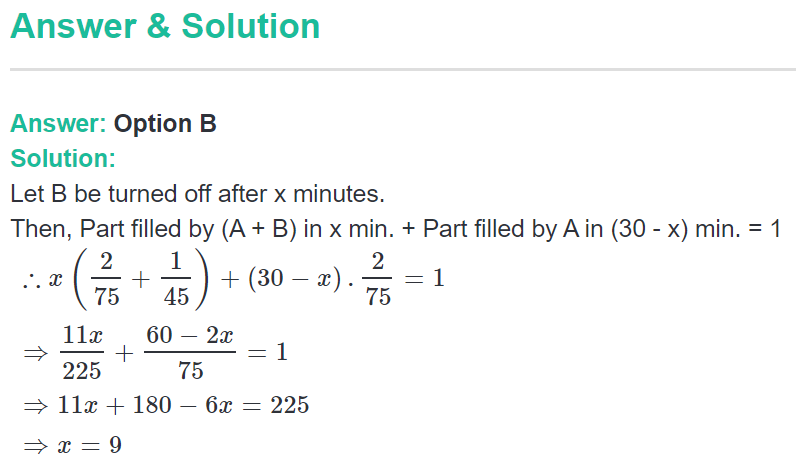 Answer & Solution
Answer: Option B
Solution:
Let B be turned off after x minutes.
Then, Part filled by (A + B) in x min. + Part filled by A in (30 - x) min. = 1
∴ x (2/75 + 1/45) + (30 − x) . 2/75 = 1
⇒ 11x/225 + (60 − 2x)/75 = 1
⇒ 11x + 180 − 6x = 225
⇒ x = 9